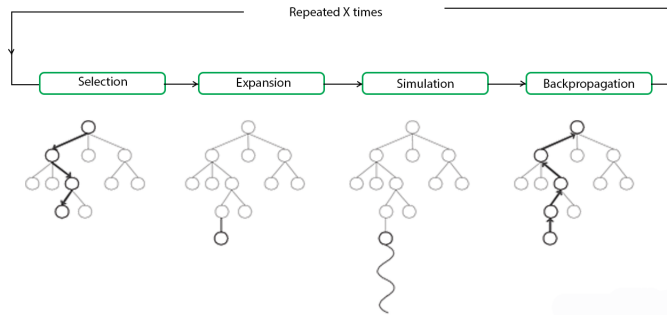 Repeated X times
Selection
Expansion
Simulation
Backpropagation